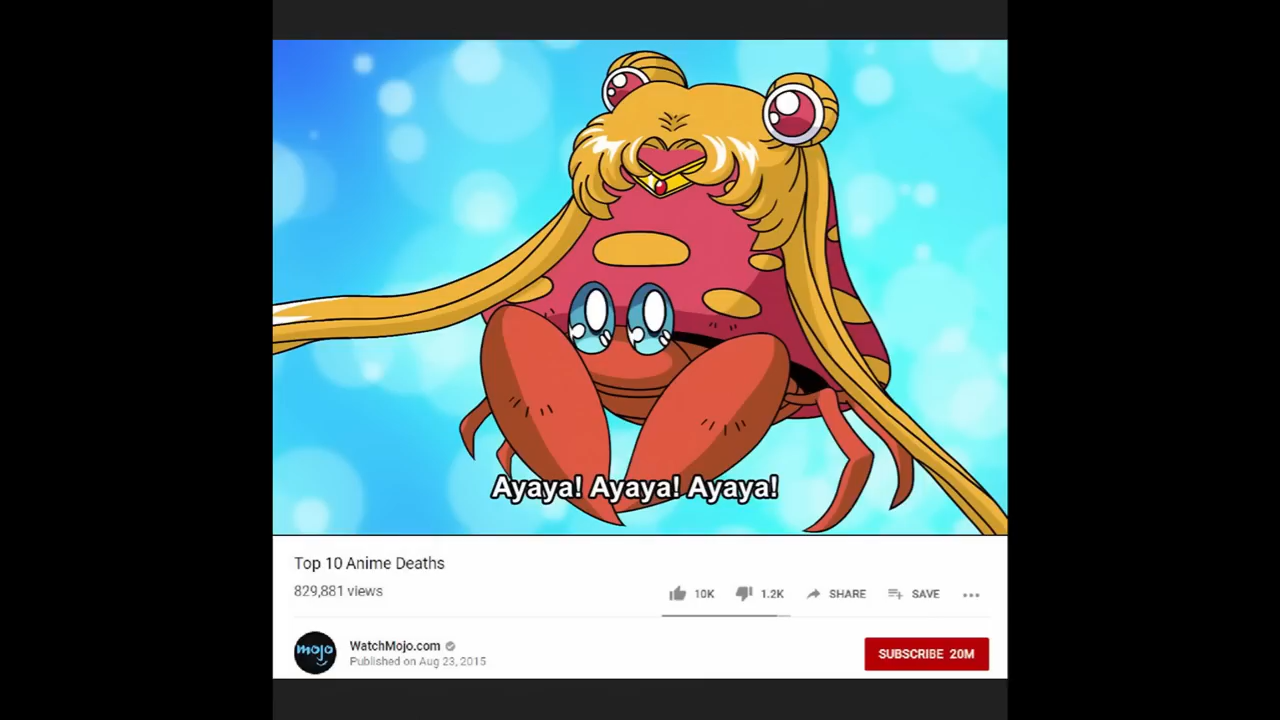 Ayaya! Ayaya! Ayaya!
Top 10 Anime Deaths
829,881 views
10K 1.2K SHARE SAVE
mojo
WatchMojo.com
Published on Aug 23, 2015
SUBSCRIBE 20M